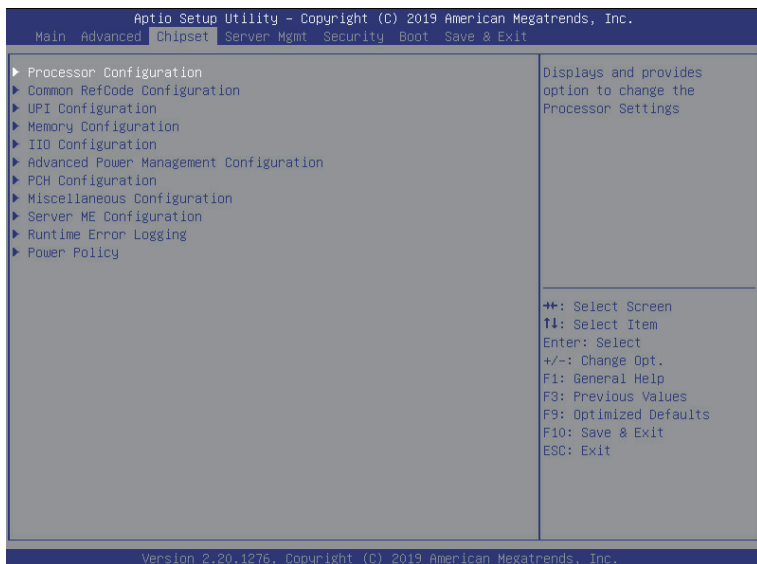 Aptio Setup Utility – Copyright (C) 2019 American Megatrends, Inc.
Main Advanced Chipset Server Mgmt Security Boot Save & Exit
▶ Processor Configuration
▶ Common RefCode Configuration
▶ UPI Configuration
▶ Memory Configuration
▶ IIO Configuration
▶ Advanced Power Management Configuration
▶ PCH Configuration
▶ Miscellaneous Configuration
▶ Server ME Configuration
▶ Runtime Error Logging
▶ Power Policy
Displays and provides
option to change the
Processor Settings
→←: Select Screen
↑↓: Select Item
Enter: Select
+/-: Change Opt.
F1: General Help
F3: Previous Values
F9: Optimized Defaults
F10: Save & Exit
ESC: Exit
Version 2.20.1276. Copyright (C) 2019 American Megatrends, Inc.